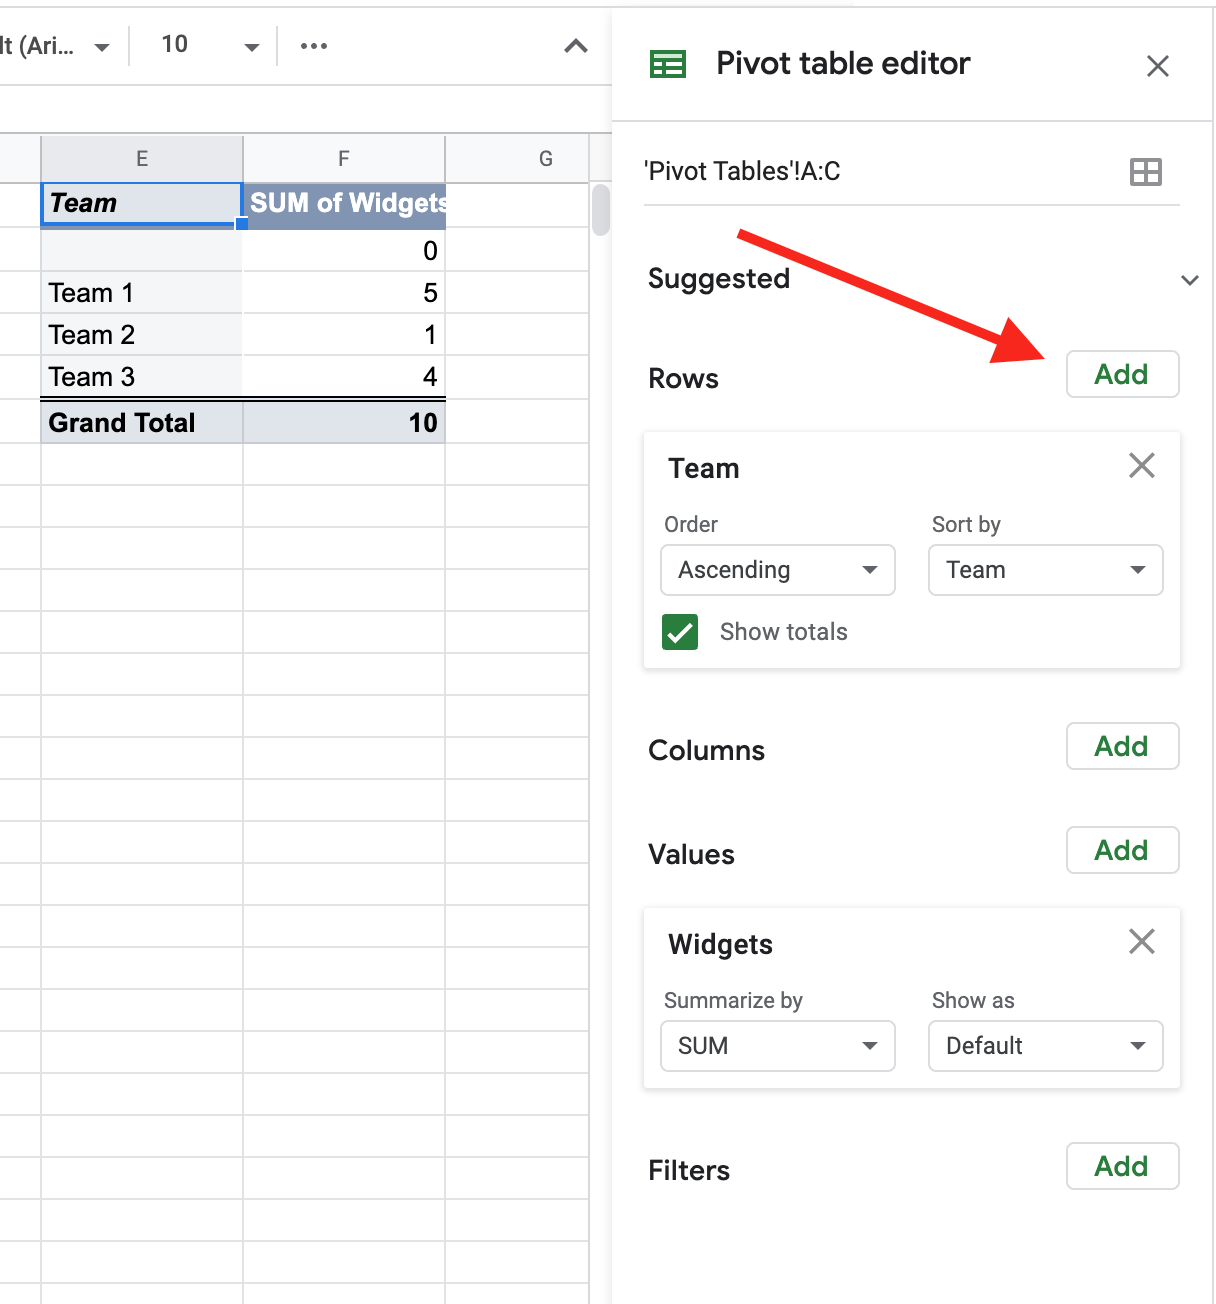 lt (Ari... 10
E F G
Team SUM of Widgets
0
Team 1 5
Team 2 1
Team 3 4
Grand Total 10
Pivot table editor
'Pivot Tables'!A:C
Suggested
Rows Add
Team
Order Sort by
Ascending Team
Show totals
Columns Add
Values Add
Widgets
Summarize by Show as
SUM Default
Filters Add